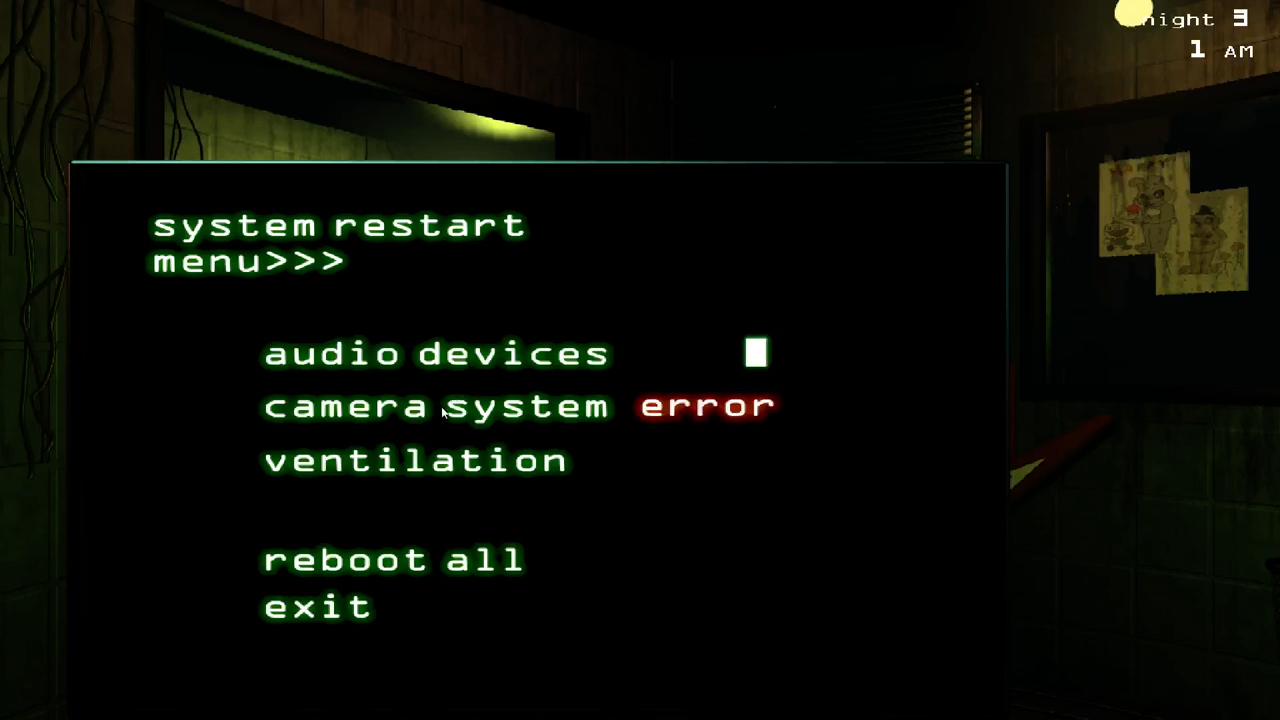 night 3
1 AM
system restart
menu>>>
audio devices
camera system error
ventilation
reboot all
exit